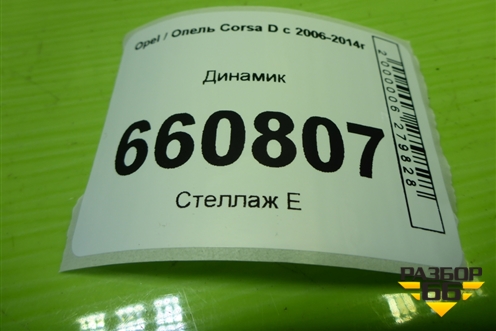 Opel / Опель Corsa D с 2006-2014г
Динамик
660807
Стеллаж Е
2000006279828
РАЗБОР
66